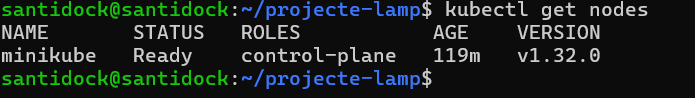 santidock@santidock:~/projecte-lamp$ kubectl get nodes
NAME       STATUS   ROLES           AGE    VERSION
minikube   Ready    control-plane   119m   v1.32.0
santidock@santidock:~/projecte-lamp$